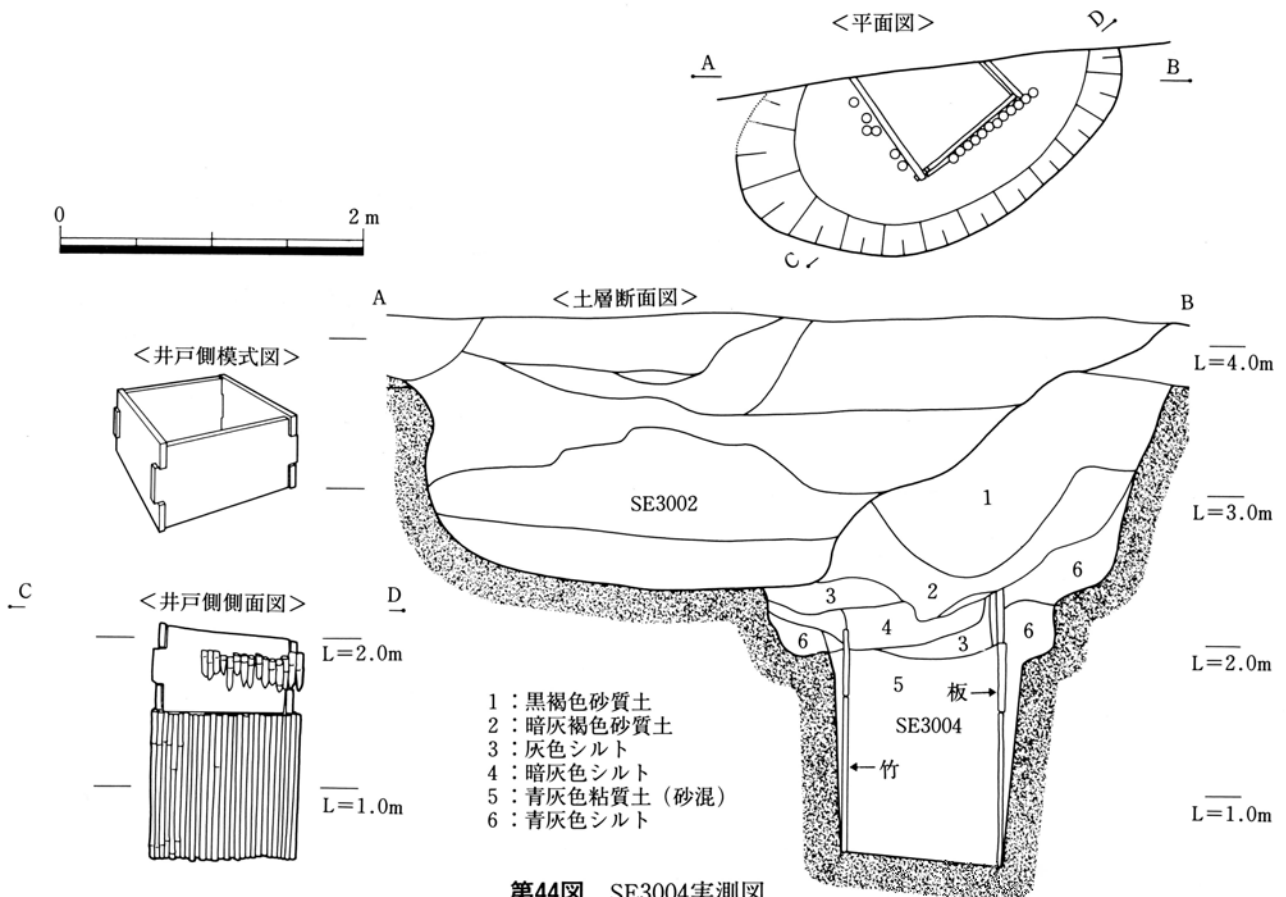 ＜平面図＞
D
A
B
C
0
2 m
＜土層断面図＞
A
B
＜井戸側模式図＞
L=4.0m
SE3002
1
L=3.0m
6
2
3
4
3
6
6
L=2.0m
5
板
SE3004
竹
L=1.0m
C
＜井戸側側面図＞
D
L=2.0m
L=1.0m
1：黒褐色砂質土
2：暗灰褐色砂質土
3：灰色シルト
4：暗灰色シルト
5：青灰色粘質土（砂混）
6：青灰色シルト
第44図　SE3004実測図